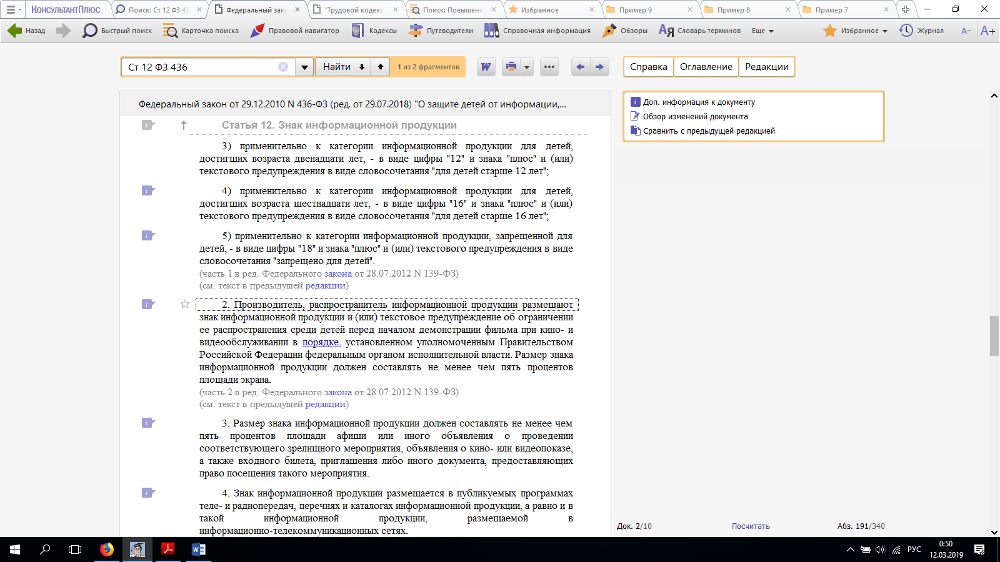 КОНСУЛЬТАНТПЛЮС
Поиск: Ст 12 ФЗ 43
Федеральный зак
"Трудовой кодекс
Поиск: Повышен
Избранное
Пример 9
Пример 8
Пример 7
Назад
Быстрый поиск
Карточка поиска
Правовой навигатор
Кодексы
Путеводители
Справочная информация
Обзоры
Словарь терминов
Еще
Избранное
Журнал
А−
А+
Ст 12 ФЗ 436
Найти
1 из 2 фрагментов
Справка
Оглавление
Редакции
Федеральный закон от 29.12.2010 N 436-ФЗ (ред. от 29.07.2018) "О защите детей от информации,...
Доп. информация к документу
Обзор изменений документа
Сравнить с предыдущей редакцией
Статья 12. Знак информационной продукции
3) применительно к категории информационной продукции для детей,
достигших возраста двенадцати лет, - в виде цифры "12" и знака "плюс" и (или)
текстового предупреждения в виде словосочетания "для детей старше 12 лет";
4) применительно к категории информационной продукции для детей,
достигших возраста шестнадцати лет, - в виде цифры "16" и знака "плюс" и (или)
текстового предупреждения в виде словосочетания "для детей старше 16 лет";
5) применительно к категории информационной продукции, запрещенной для
детей, - в виде цифры "18" и знака "плюс" и (или) текстового предупреждения в виде
словосочетания "запрещено для детей".
(часть 1 в ред. Федерального закона от 28.07.2012 N 139-ФЗ)
(см. текст в предыдущей редакции)
2. Производитель, распространитель информационной продукции размещают
знак информационной продукции и (или) текстовое предупреждение об ограничении
ее распространения среди детей перед началом демонстрации фильма при кино- и
видеообслуживании в порядке, установленном уполномоченным Правительством
Российской Федерации федеральным органом исполнительной власти. Размер знака
информационной продукции должен составлять не менее чем пять процентов
площади экрана.
(часть 2 в ред. Федерального закона от 28.07.2012 N 139-ФЗ)
(см. текст в предыдущей редакции)
3. Размер знака информационной продукции должен составлять не менее чем
пять процентов площади афиши или иного объявления о проведении
соответствующего зрелищного мероприятия, объявления о кино- или видеопоказе,
а также входного билета, приглашения либо иного документа, предоставляющих
право посещения такого мероприятия.
4. Знак информационной продукции размещается в публикуемых программах
теле- и радиопередач, перечнях и каталогах информационной продукции, а равно и в
такой информационной продукции, размещаемой в
информационно-телекоммуникационных сетях.
Док. 2/10
Посчитать
Абз. 191/340
РУС
0:50
12.03.2019